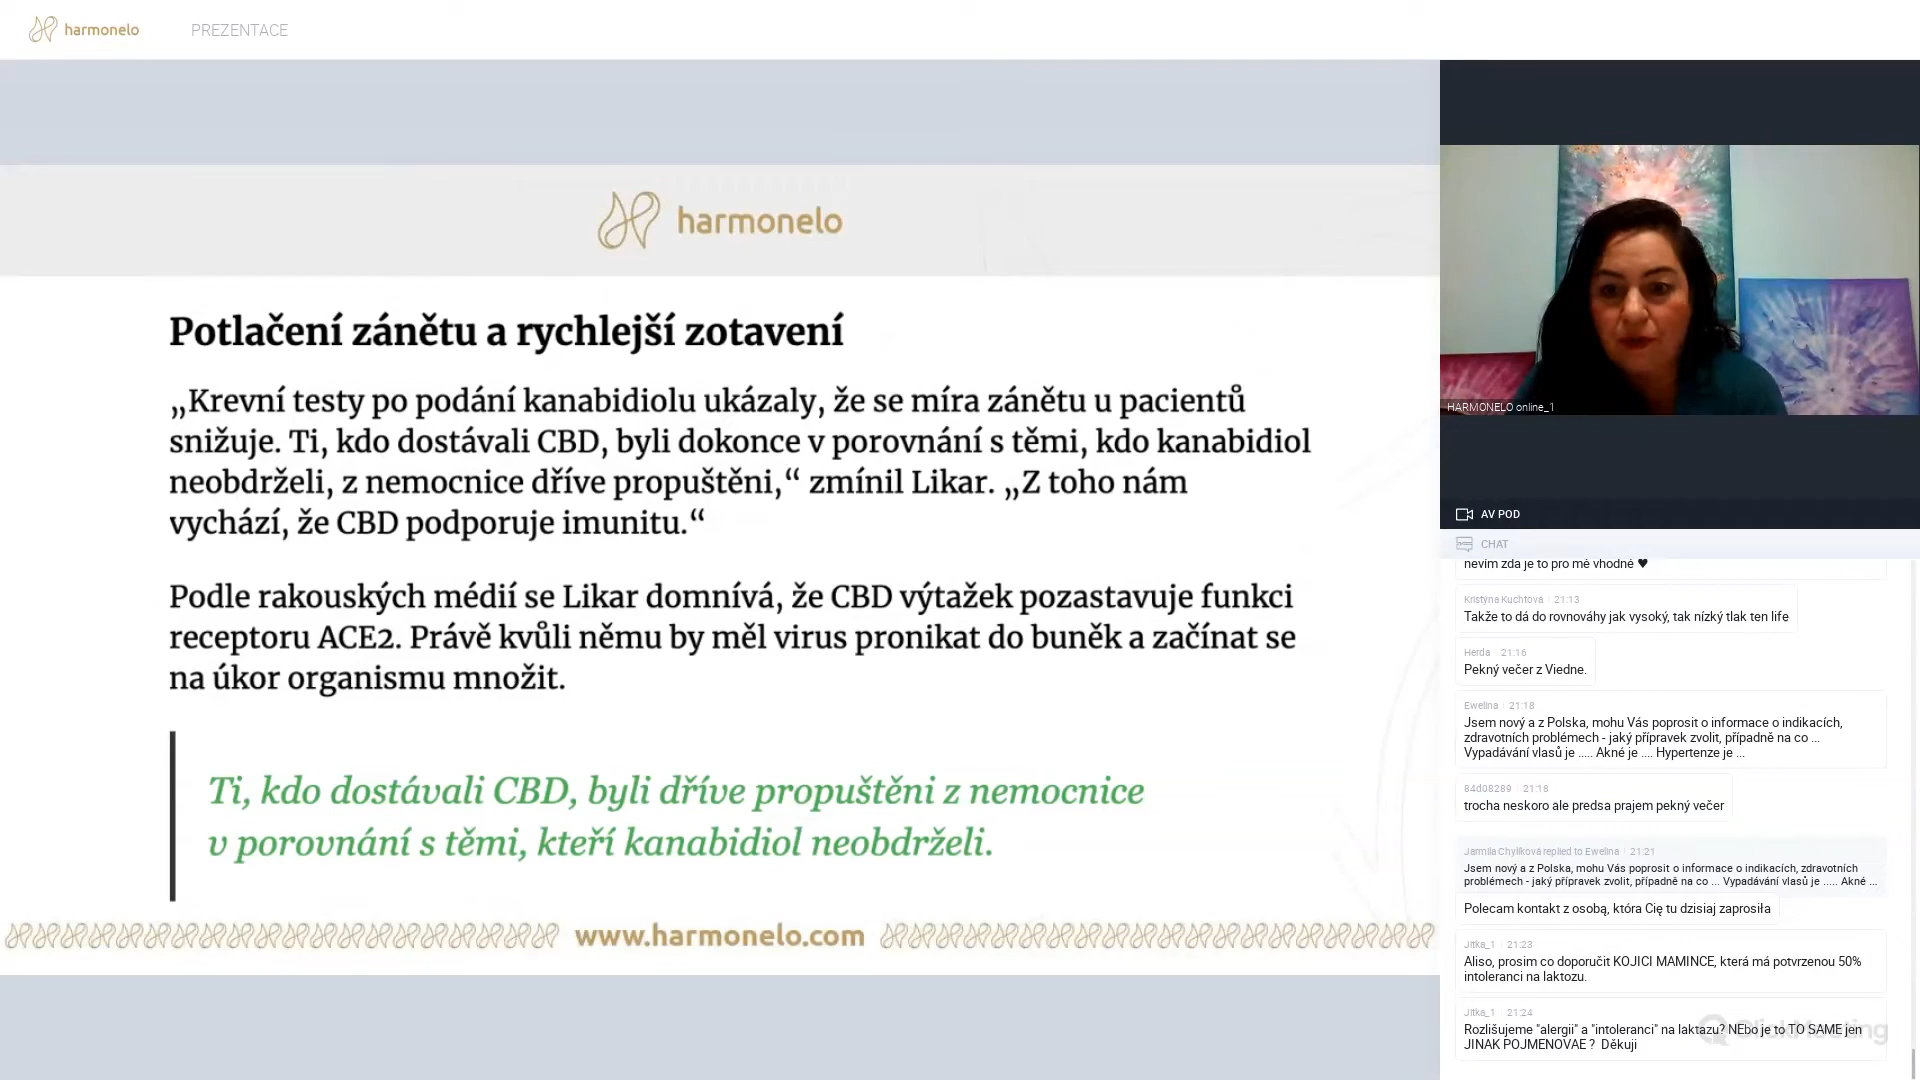 harmonelo
PREZENTACE
harmonelo
Potlačení zánětu a rychlejší zotavení
„Krevní testy po podání kanabidiolu ukázaly, že se míra zánětu u pacientů
snižuje. Ti, kdo dostávali CBD, byli dokonce v porovnání s těmi, kdo kanabidiol
neobdrželi, z nemocnice dříve propuštěni,“ zmínil Likar. „Z toho nám
vychází, že CBD podporuje imunitu.“
Podle rakouských médií se Likar domnívá, že CBD výtažek pozastavuje funkci
receptoru ACE2. Právě kvůli němu by měl virus pronikat do buněk a začínat se
na úkor organismu množit.
Ti, kdo dostávali CBD, byli dříve propuštěni z nemocnice
v porovnání s těmi, kteří kanabidiol neobdrželi.
www.harmonelo.com
HARMONELO online_1
AV POD
CHAT
nevím zda je to pro mě vhodné ♥
Kristýna Kuchtová 21:13
Takže to dá do rovnováhy jak vysoký, tak nízký tlak ten life
Herda 21:16
Pekný večer z Viedne.
Ewelina 21:18
Jsem nový a z Polska, mohu Vás poprosit o informace o indikacích,
zdravotních problémech - jaký přípravek zvolit, případně na co ...
Vypadávání vlasů je ..... Akné je .... Hypertenze je ...
84d08289 21:18
trocha neskoro ale predsa prajem pekný večer
Jarmila Chylíková replied to Ewelina 21:21
Jsem nový a z Polska, mohu Vás poprosit o informace o indikacích, zdravotních
problémech - jaký přípravek zvolit, případně na co ... Vypadávání vlasů je ..... Akné ...
Polecam kontakt z osobą, która Cię tu dzisiaj zaprosiła
Jitka_1 21:23
Aliso, prosim co doporučit KOJICI MAMINCE, která má potvrzenou 50%
intoleranci na laktozu.
Jitka_1 21:24
Rozlišujeme "alergii" a "intoleranci" na laktazu? NEbo je to TO SAME jen
JINAK POJMENOVAE ? Děkuji
ClickMeeting